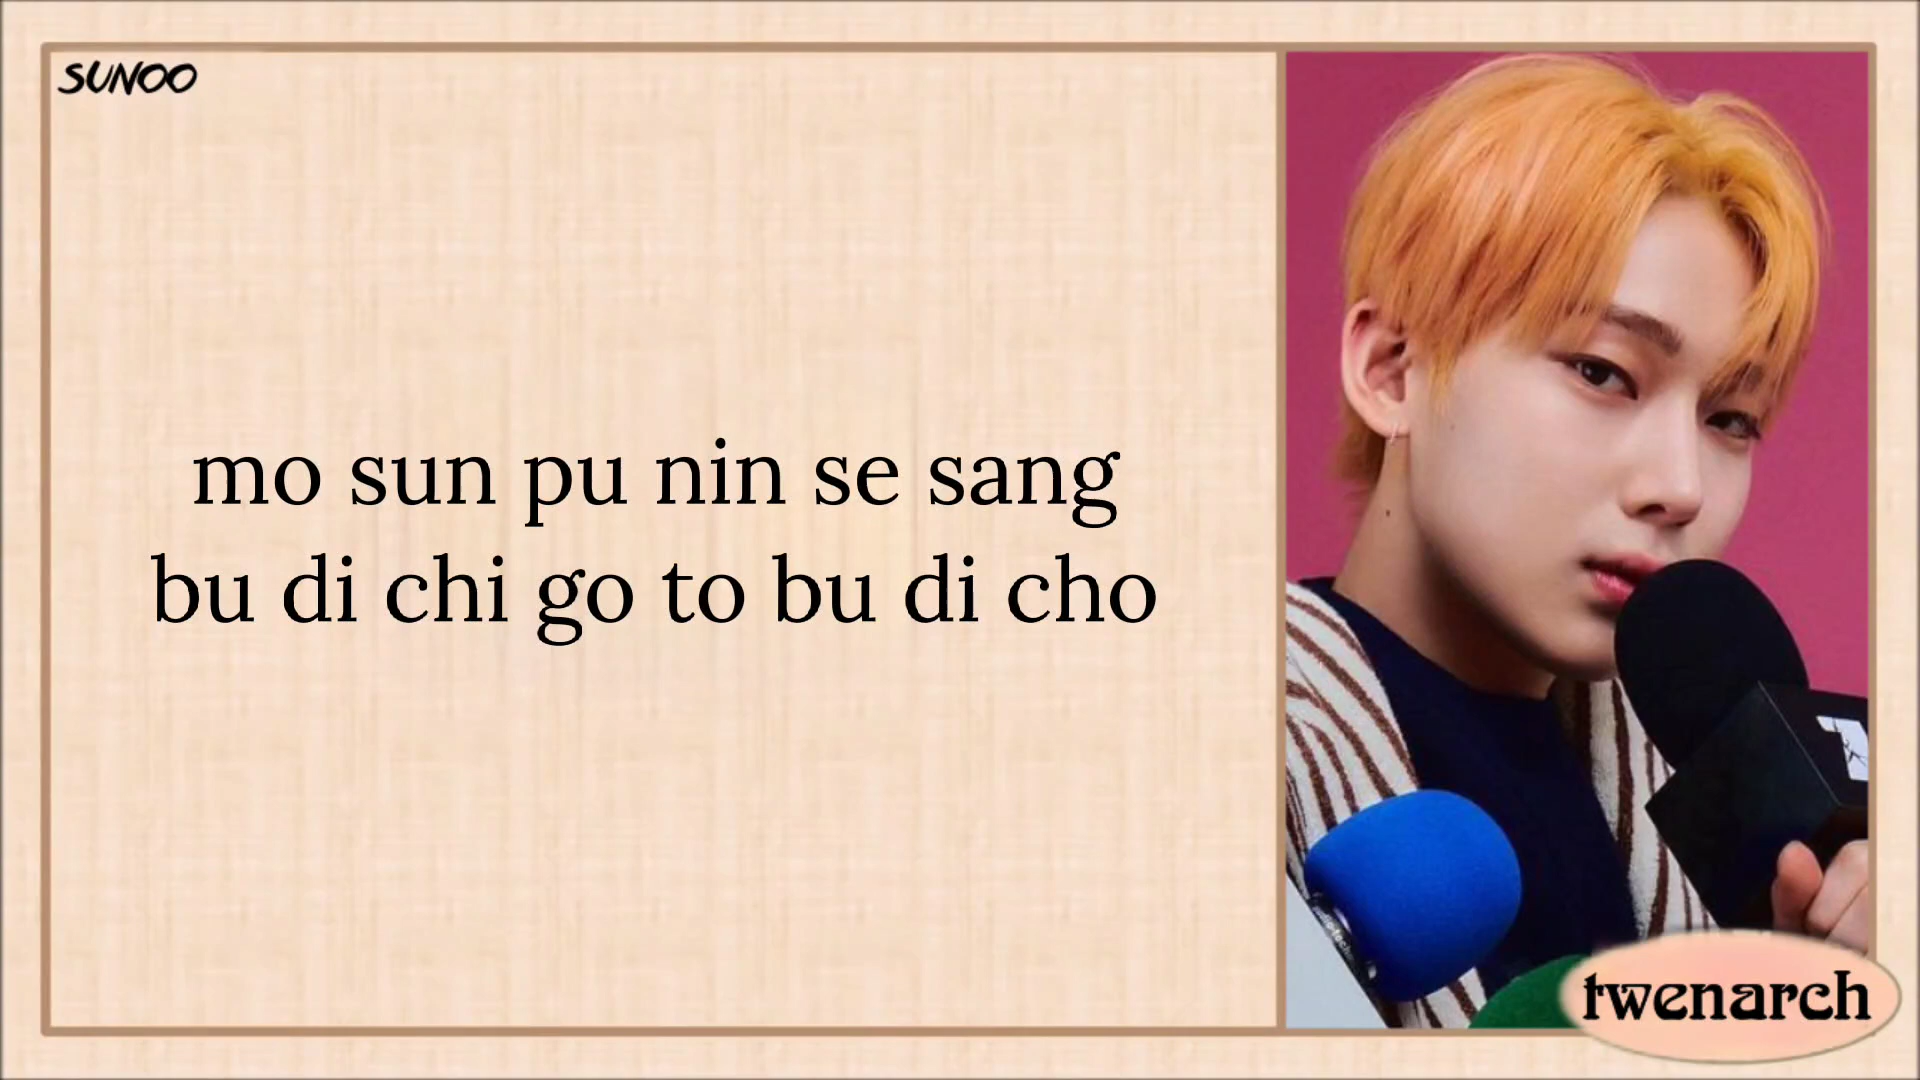 SUNOO
mo sun pu nin se sang
bu di chi go to bu di cho
twenarch